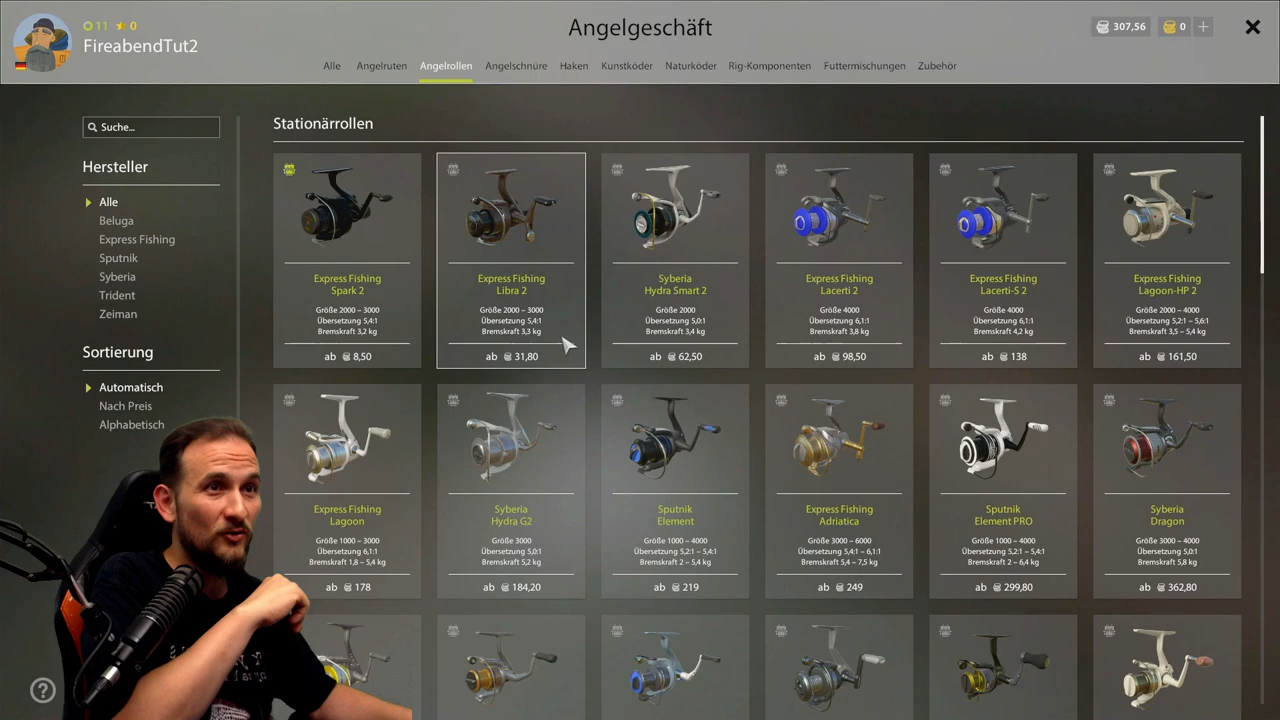 11 0
FireabendTut2
Angelgeschäft
307,56 0
Alle Angelruten Angelrollen Angelschnüre Haken Kunstköder Naturköder Rig-Komponenten Futtermischungen Zubehör
Suche...
Hersteller
Alle
Beluga
Express Fishing
Sputnik
Syberia
Trident
Zeiman
Sortierung
Automatisch
Nach Preis
Alphabetisch
Stationärrollen
Express Fishing
Spark 2
Größe 2000 – 3000
Übersetzung 5,4:1
Bremskraft 3,2 kg
ab 8,50
Express Fishing
Libra 2
Größe 2000 – 3000
Übersetzung 5,4:1
Bremskraft 3,3 kg
ab 31,80
Syberia
Hydra Smart 2
Größe 2000
Übersetzung 5,0:1
Bremskraft 3,4 kg
ab 62,50
Express Fishing
Lacerti 2
Größe 4000
Übersetzung 6,1:1
Bremskraft 3,8 kg
ab 98,50
Express Fishing
Lacerti-S 2
Größe 4000
Übersetzung 6,1:1
Bremskraft 4,2 kg
ab 138
Express Fishing
Lagoon-HP 2
Größe 2000 – 4000
Übersetzung 5,2:1 – 5,6:1
Bremskraft 3,5 – 5,4 kg
ab 161,50
Express Fishing
Lagoon
Größe 1000 – 3000
Übersetzung 6,1:1
Bremskraft 1,8 – 5,4 kg
ab 178
Syberia
Hydra G2
Größe 3000
Übersetzung 5,0:1
Bremskraft 5,2 kg
ab 184,20
Sputnik
Element
Größe 1000 – 4000
Übersetzung 5,2:1 – 5,4:1
Bremskraft 2 – 5,4 kg
ab 219
Express Fishing
Adriatica
Größe 3000 – 6000
Übersetzung 5,4:1 – 6,1:1
Bremskraft 5,4 – 7,5 kg
ab 249
Sputnik
Element PRO
Größe 1000 – 4000
Übersetzung 5,2:1 – 5,4:1
Bremskraft 2 – 6,4 kg
ab 299,80
Syberia
Dragon
Größe 3000 – 4000
Übersetzung 5,0:1
Bremskraft 5,8 kg
ab 362,80